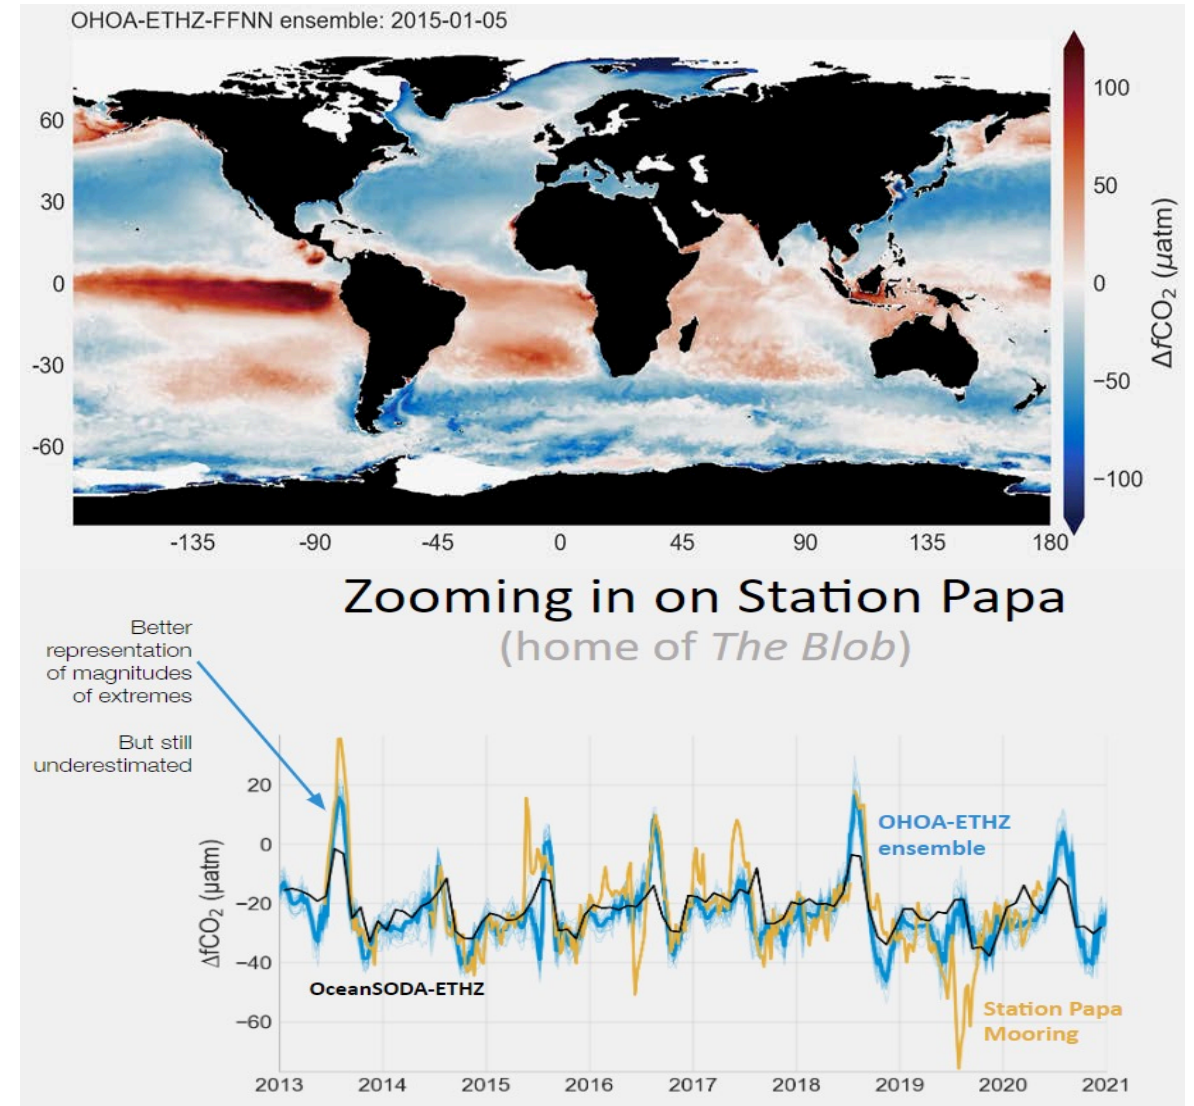 OHOA-ETHZ-FFNN ensemble: 2015-01-05
100
60
50
30
0
0
ΔfCO₂ (μatm)
-30
−50
-60
−100
-135 -90 -45 0 45 90 135 180
Zooming in on Station Papa
(home of The Blob)
Better
representation
of magnitudes
of extremes
But still
underestimated
20
OHOA-ETHZ
ensemble
0
ΔfCO₂ (μatm)
−20
−40
OceanSODA-ETHZ
Station Papa
Mooring
−60
2013 2014 2015 2016 2017 2018 2019 2020 2021